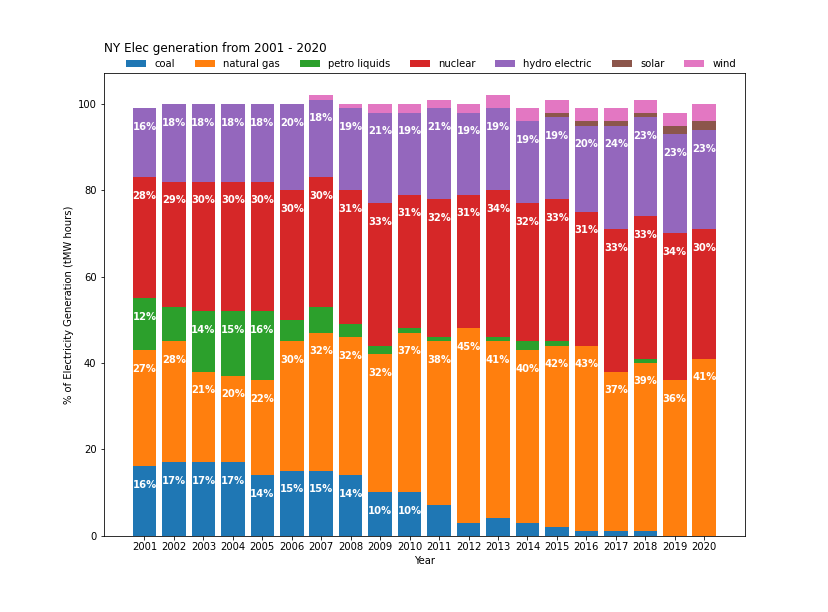 NY Elec generation from 2001 - 2020
coal natural gas petro liquids nuclear hydro electric solar wind
100
80
60
40
20
0
% of Electricity Generation (tMW hours)
16% 18% 18% 18% 18% 20% 18% 19% 21% 19% 21% 19% 19% 19% 19% 20% 24% 23% 23% 23%
28% 29% 30% 30% 30% 30% 30% 31% 33% 31% 32% 31% 34% 32% 33% 31% 33% 33% 34% 30%
12% 14% 15% 16%
27% 28% 21% 20% 22% 30% 32% 32% 32% 37% 38% 45% 41% 40% 42% 43% 37% 39% 36% 41%
16% 17% 17% 17% 14% 15% 15% 14% 10% 10%
2001 2002 2003 2004 2005 2006 2007 2008 2009 2010 2011 2012 2013 2014 2015 2016 2017 2018 2019 2020
Year